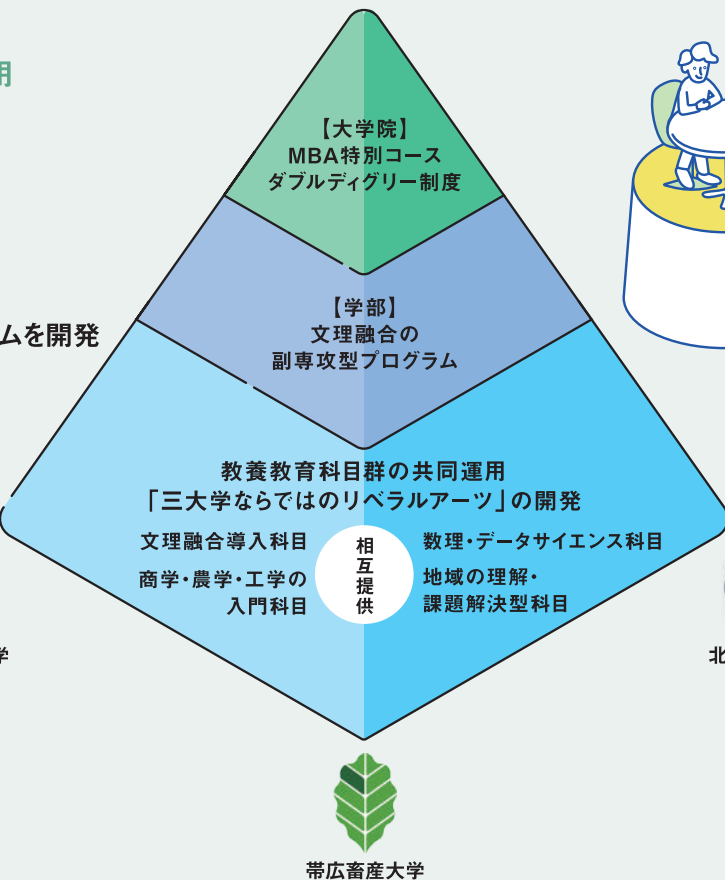 用
【大学院】
MBA特別コース
ダブルディグリー制度
【学部】
文理融合の
副専攻型プログラム
ムを開発
教養教育科目群の共同運用
「三大学ならではのリベラルアーツ」の開発
文理融合導入科目
商学・農学・工学の
入門科目
相互提供
数理・データサイエンス科目
地域の理解・
課題解決型科目
学
北
帯広畜産大学